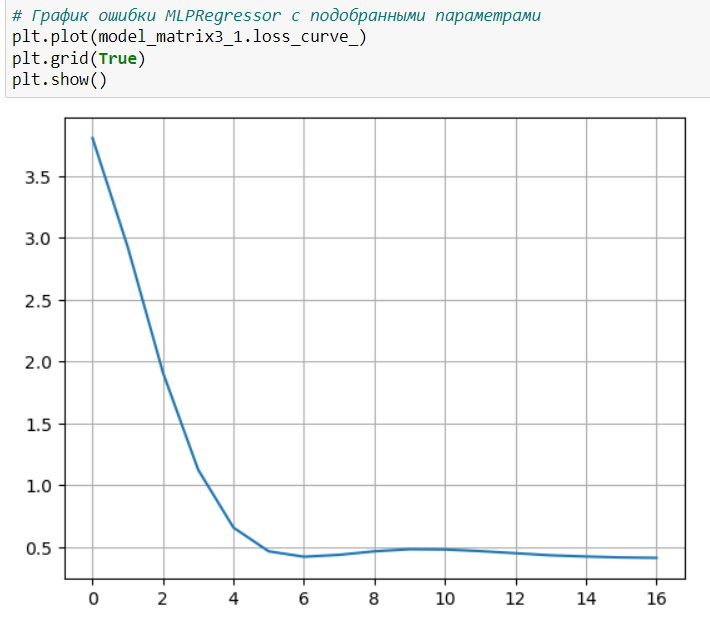 # График ошибки MLPRegressor с подобранными параметрами
plt.plot(model_matrix3_1.loss_curve_)
plt.grid(True)
plt.show()
3.5
3.0
2.5
2.0
1.5
1.0
0.5
0 2 4 6 8 10 12 14 16